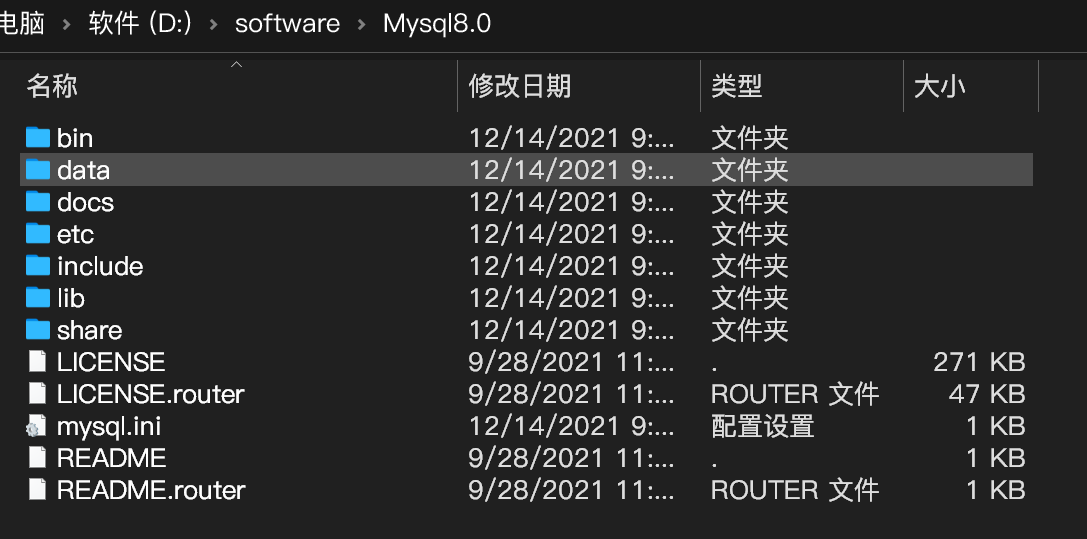 电脑 › 软件 (D:) › software › Mysql8.0
名称 修改日期 类型 大小
bin 12/14/2021 9:... 文件夹
data 12/14/2021 9:... 文件夹
docs 12/14/2021 9:... 文件夹
etc 12/14/2021 9:... 文件夹
include 12/14/2021 9:... 文件夹
lib 12/14/2021 9:... 文件夹
share 12/14/2021 9:... 文件夹
LICENSE 9/28/2021 11:... . 271 KB
LICENSE.router 9/28/2021 11:... ROUTER 文件 47 KB
mysql.ini 12/14/2021 9:... 配置设置 1 KB
README 9/28/2021 11:... . 1 KB
README.router 9/28/2021 11:... ROUTER 文件 1 KB